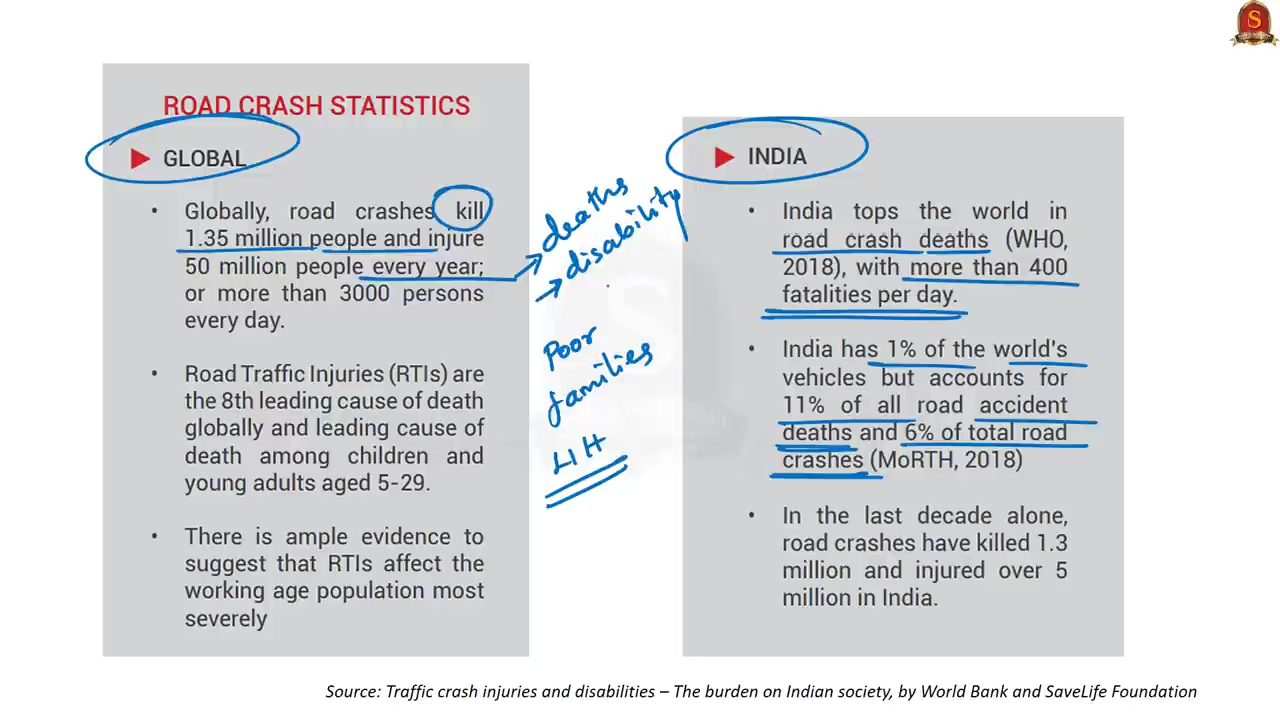 S
ROAD CRASH STATISTICS
GLOBAL
• Globally, road crashes kill
1.35 million people and injure
50 million people every year;
or more than 3000 persons
every day.
• Road Traffic Injuries (RTIs) are
the 8th leading cause of death
globally and leading cause of
death among children and
young adults aged 5-29.
• There is ample evidence to
suggest that RTIs affect the
working age population most
severely
deaths
disability
Poor
families
INDIA
• India tops the world in
road crash deaths (WHO,
2018), with more than 400
fatalities per day.
• India has 1% of the world's
vehicles but accounts for
11% of all road accident
deaths and 6% of total road
crashes (MoRTH, 2018)
• In the last decade alone,
road crashes have killed 1.3
million and injured over 5
million in India.
Source: Traffic crash injuries and disabilities – The burden on Indian society, by World Bank and SaveLife Foundation